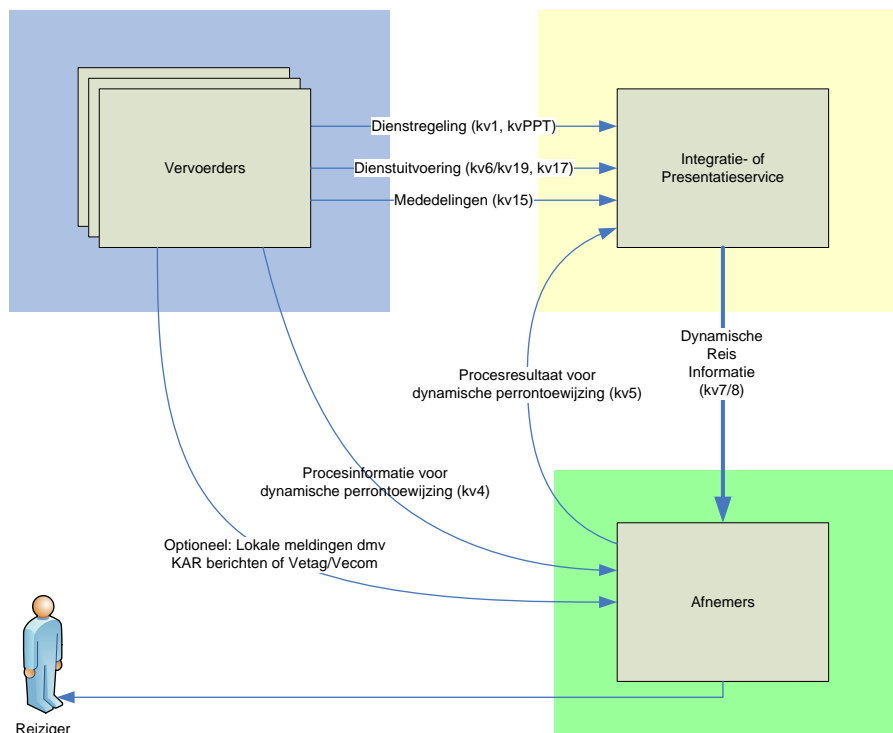 Vervoerders
Dienstregeling (kv1, kvPPT)
Dienstuitvoering (kv6/kv19, kv17)
Mededelingen (kv15)
Integratie- of
Presentatieservice
Dynamische
Reis
Informatie
(kv7/8)
Procesresultaat voor
dynamische perrontoewijzing (kv5)
Procesinformatie voor
dynamische perrontoewijzing (kv4)
Optioneel: Lokale meldingen dmv
KAR berichten of Vetag/Vecom
Afnemers
Reiziger